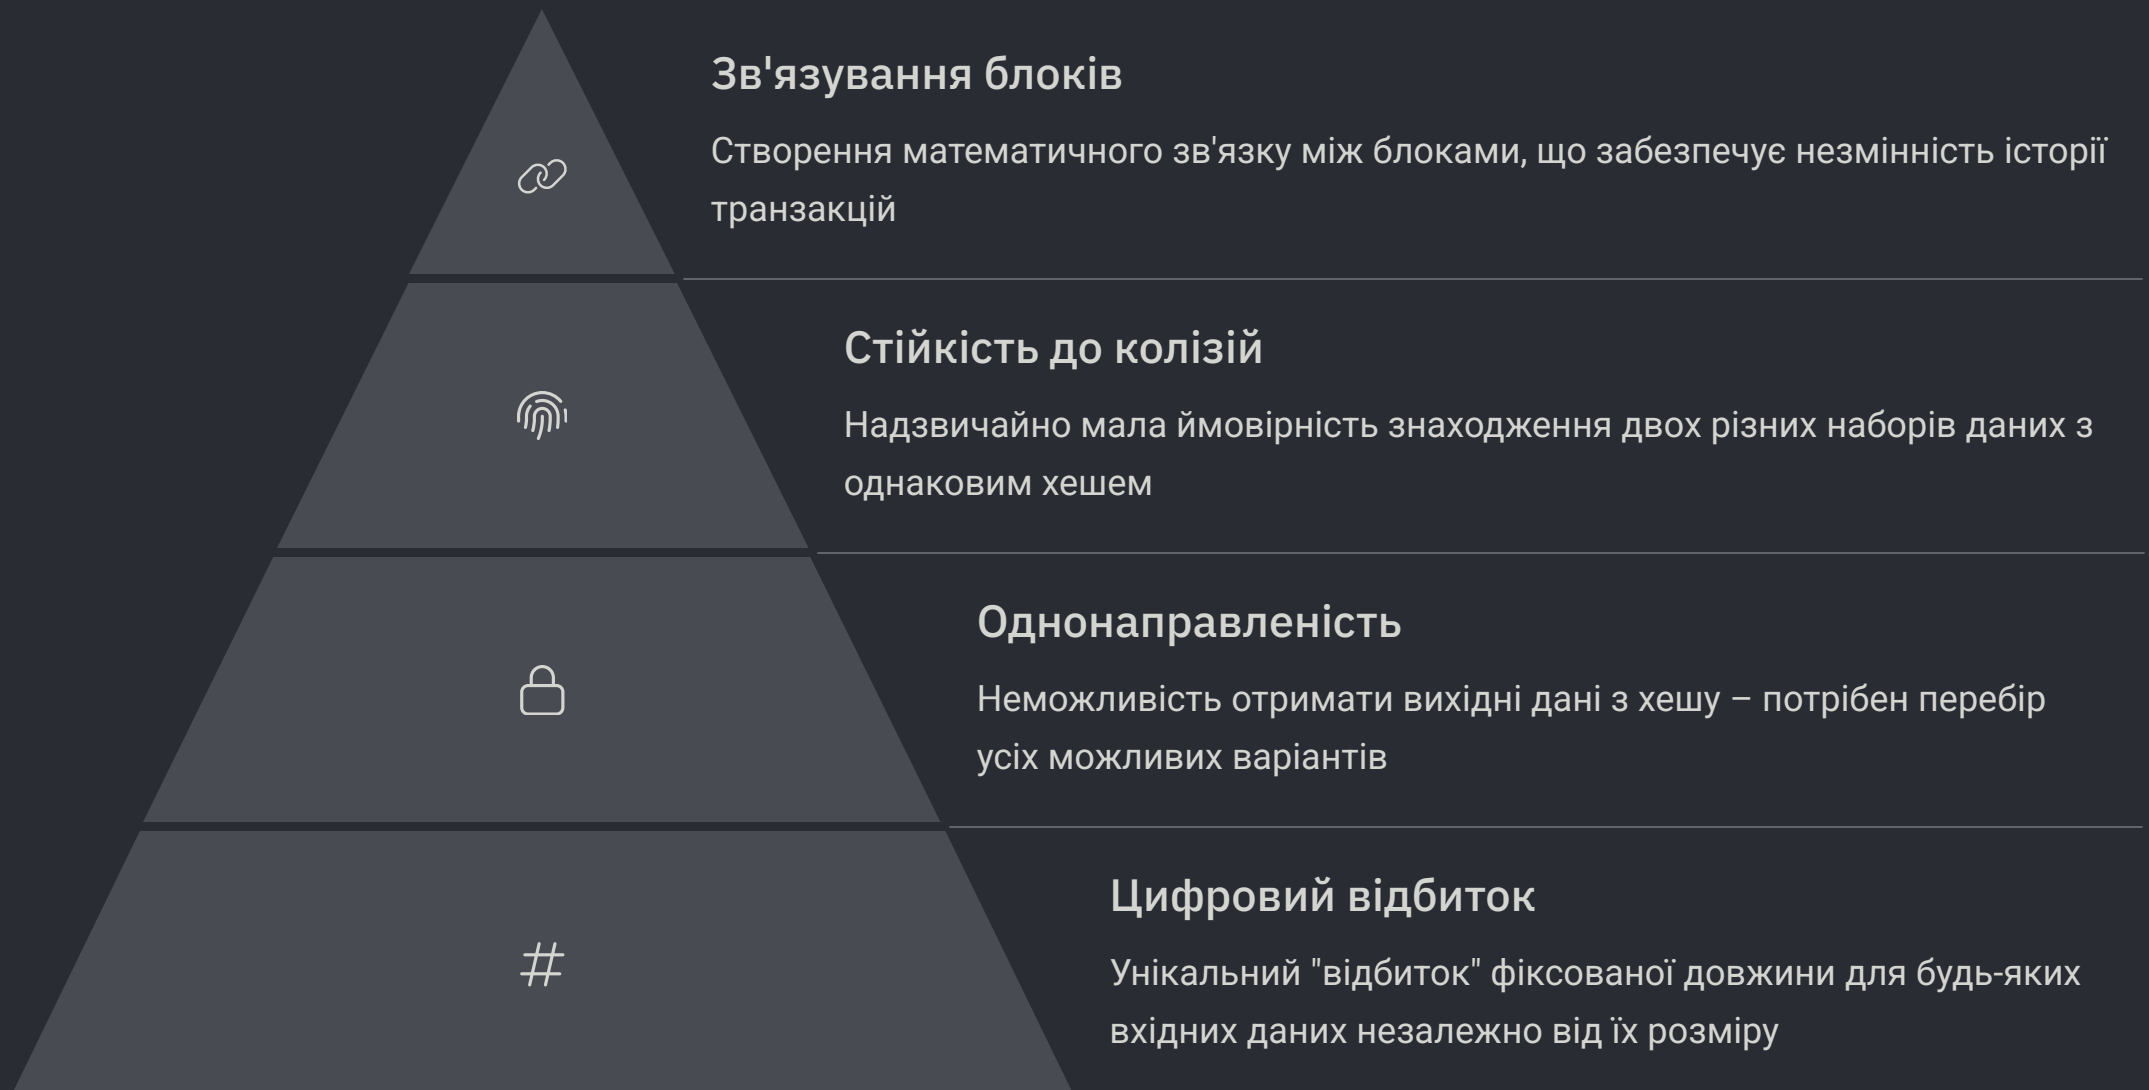 Зв'язування блоків
Створення математичного зв'язку між блоками, що забезпечує незмінність історії
транзакцій
Стійкість до колізій
Надзвичайно мала ймовірність знаходження двох різних наборів даних з
однаковим хешем
Однонаправленість
Неможливість отримати вихідні дані з хешу – потрібен перебір
усіх можливих варіантів
#
Цифровий відбиток
Унікальний "відбиток" фіксованої довжини для будь-яких
вхідних даних незалежно від їх розміру